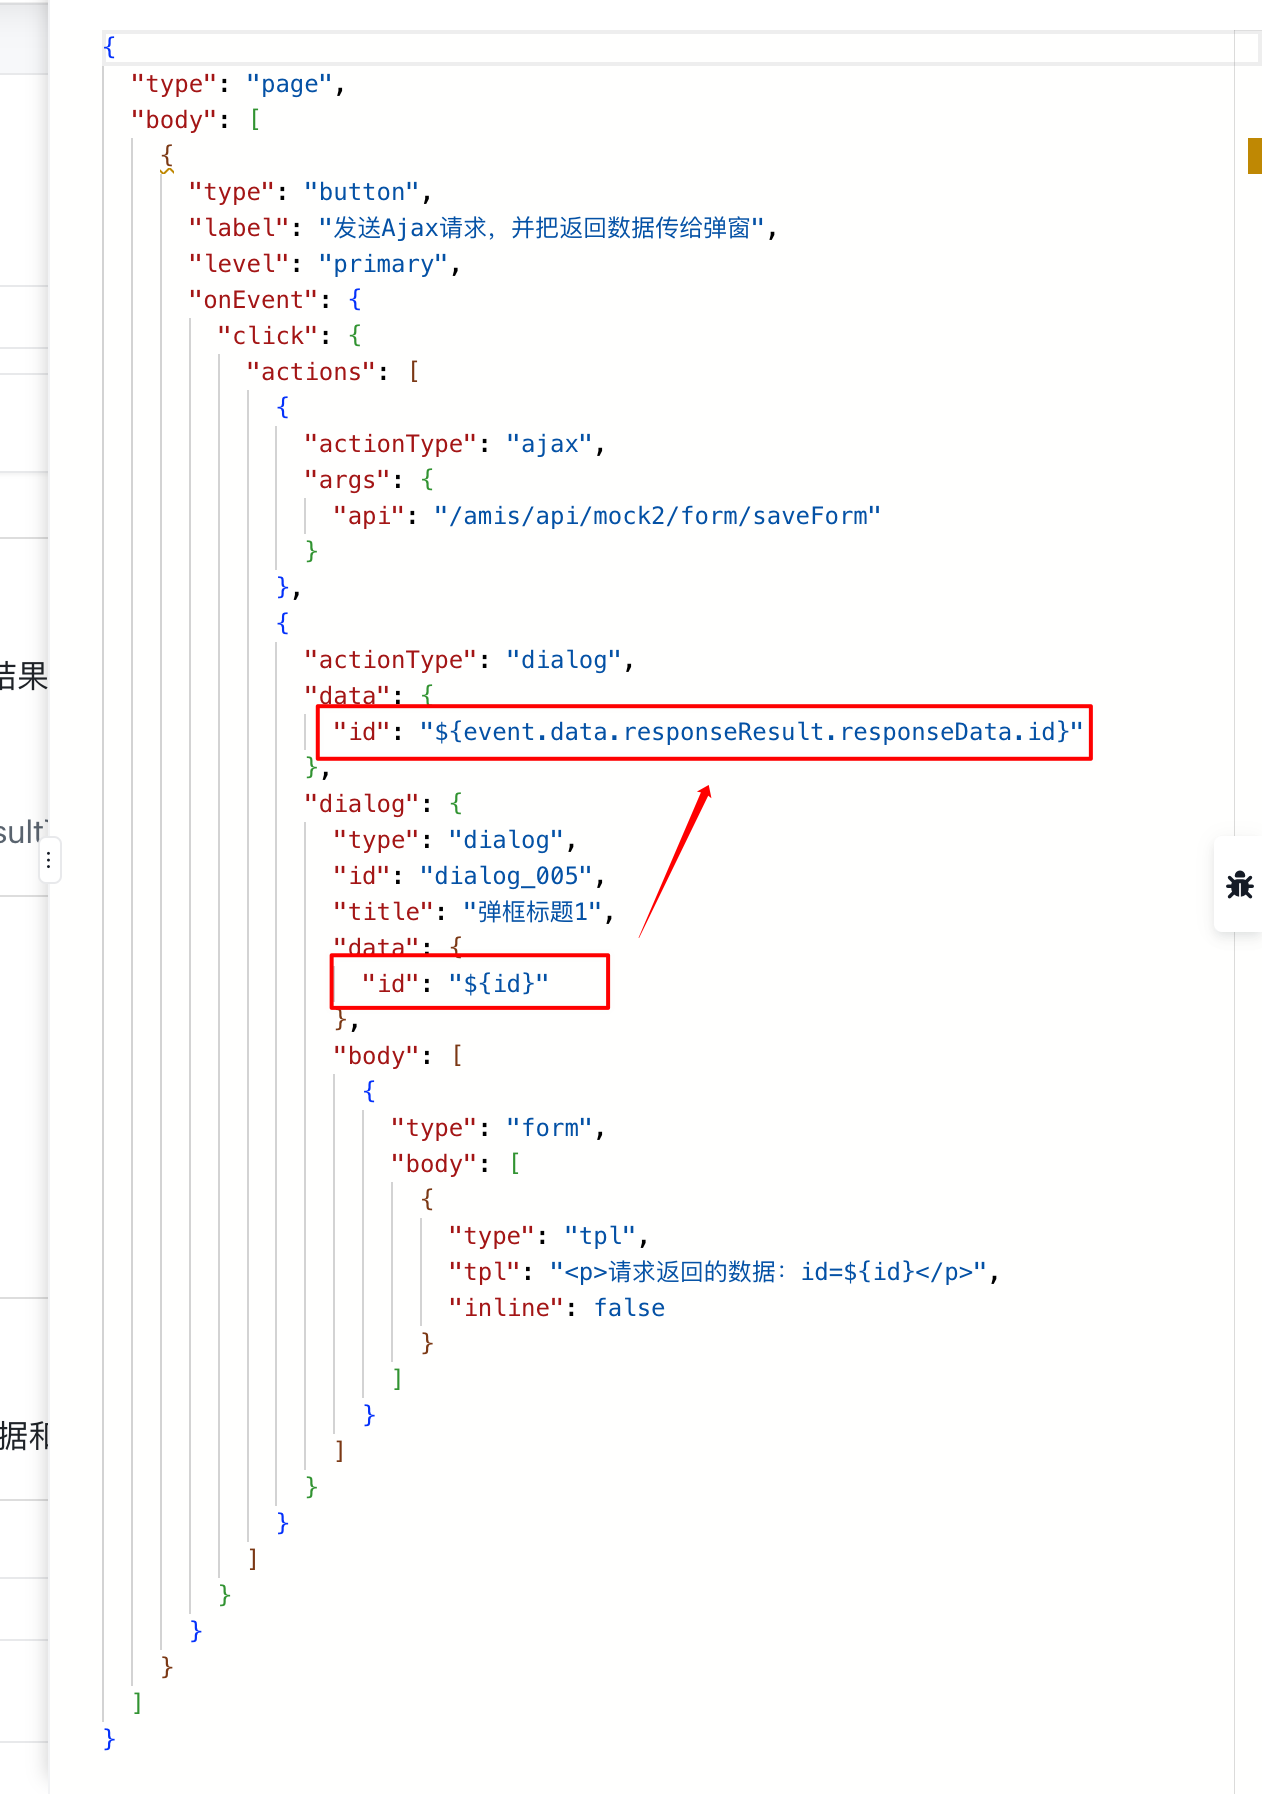 {
"type": "page",
"body": [
{
"type": "button",
"label": "发送Ajax请求，并把返回数据传给弹窗",
"level": "primary",
"onEvent": {
"click": {
"actions": [
{
"actionType": "ajax",
"args": {
"api": "/amis/api/mock2/form/saveForm"
}
},
{
"actionType": "dialog",
结果
"data": {
"id": "${event.data.responseResult.responseData.id}"
},
"dialog": {
sult
"type": "dialog",
"id": "dialog_005",
"title": "弹框标题1",
"data": {
"id": "${id}"
},
"body": [
{
"type": "form",
"body": [
{
"type": "tpl",
"tpl": "<p>请求返回的数据：id=${id}</p>",
"inline": false
}
]
}
据和
]
}
}
]
}
}
}
]
}